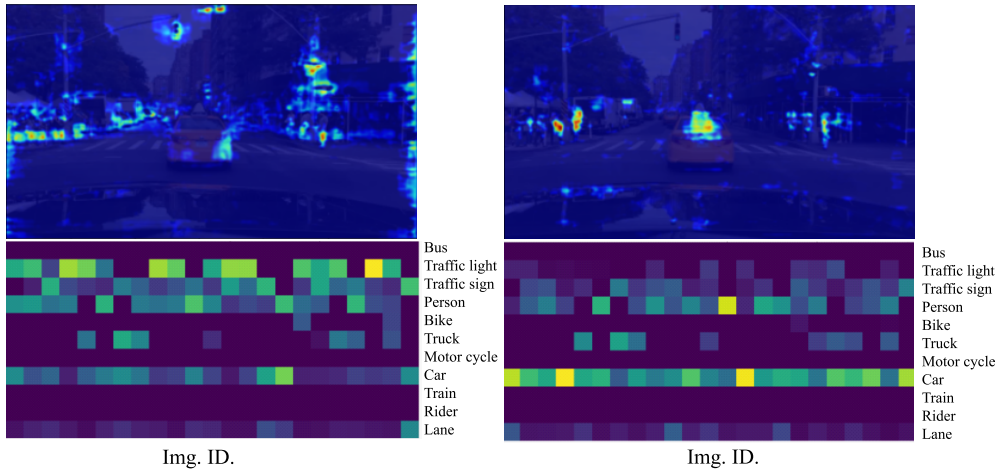 Bus
Traffic light
Traffic sign
Person
Bike
Truck
Motor cycle
Car
Train
Rider
Lane
Img. ID.
Bus
Traffic light
Traffic sign
Person
Bike
Truck
Motor cycle
Car
Train
Rider
Lane
Img. ID.